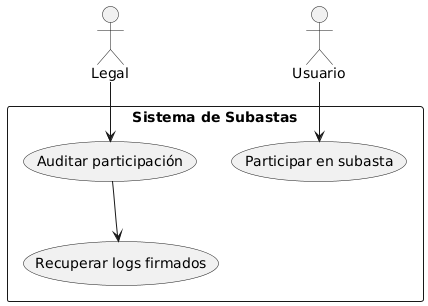 Legal
Usuario
Sistema de Subastas
Auditar participación
Participar en subasta
Recuperar logs firmados